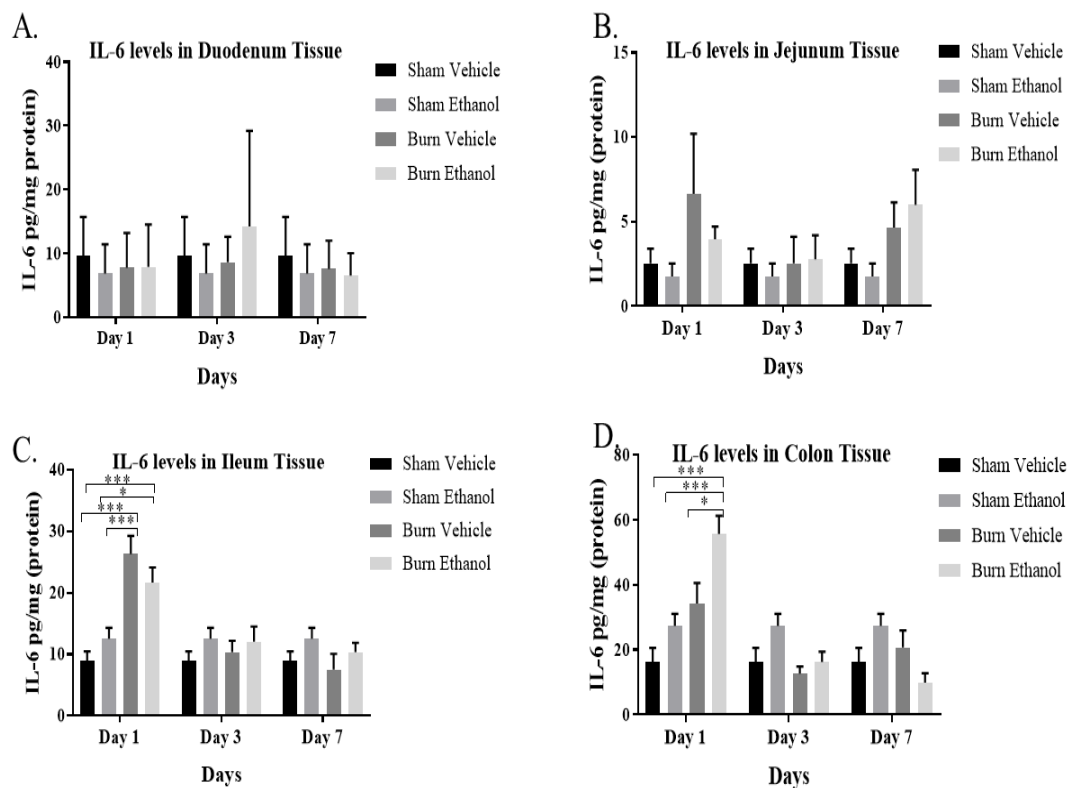 A.
IL-6 levels in Duodenum Tissue
IL-6 pg/mg protein)
40
30
20
10
0
Day 1 Day 3 Day 7
Days
Sham Vehicle
Sham Ethanol
Burn Vehicle
Burn Ethanol
B.
IL-6 levels in Jejunum Tissue
IL-6 pg/mg (protein)
15
10
5
0
Day 1 Day 3 Day 7
Days
Sham Vehicle
Sham Ethanol
Burn Vehicle
Burn Ethanol
C.
IL-6 levels in Ileum Tissue
IL-6 pg/mg (protein)
40
30
20
10
0
***
*
***
***
Day 1 Day 3 Day 7
Days
Sham Vehicle
Sham Ethanol
Burn Vehicle
Burn Ethanol
D.
IL-6 levels in Colon Tissue
IL-6 pg/mg (protein)
80
60
40
20
0
***
***
*
Day 1 Day 3 Day 7
Days
Sham Vehicle
Sham Ethanol
Burn Vehicle
Burn Ethanol